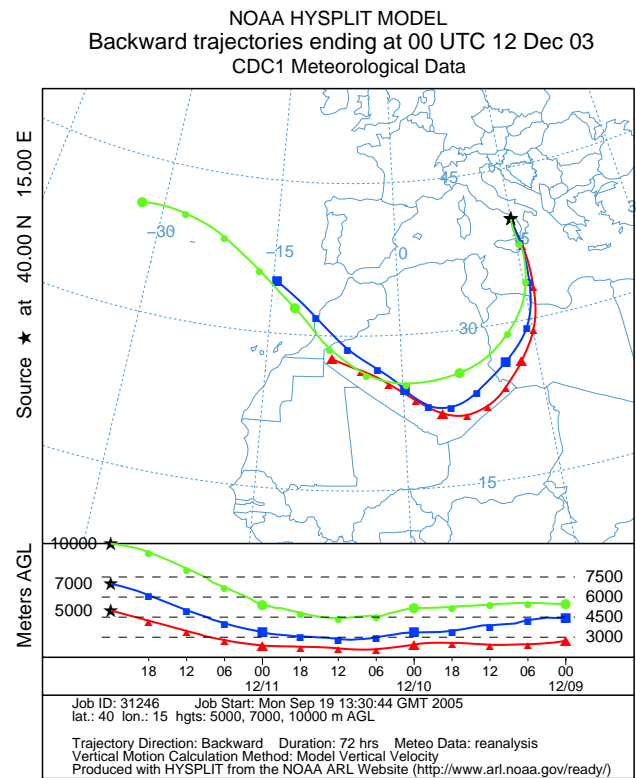 NOAA HYSPLIT MODEL
Backward trajectories ending at 00 UTC 12 Dec 03
CDC1 Meteorological Data
Source ★ at 40.00 N 15.00 E
45
−30
−15
0
15
30
15
Meters AGL
10000
7000
5000
7500
6000
4500
3000
18 12 06 00 18 12 06 00 18 12 06 00
12/11 12/10 12/09
Job ID: 31246 Job Start: Mon Sep 19 13:30:44 GMT 2005
lat.: 40 lon.: 15 hgts: 5000, 7000, 10000 m AGL
Trajectory Direction: Backward Duration: 72 hrs Meteo Data: reanalysis
Vertical Motion Calculation Method: Model Vertical Velocity
Produced with HYSPLIT from the NOAA ARL Website (http://www.arl.noaa.gov/ready/)